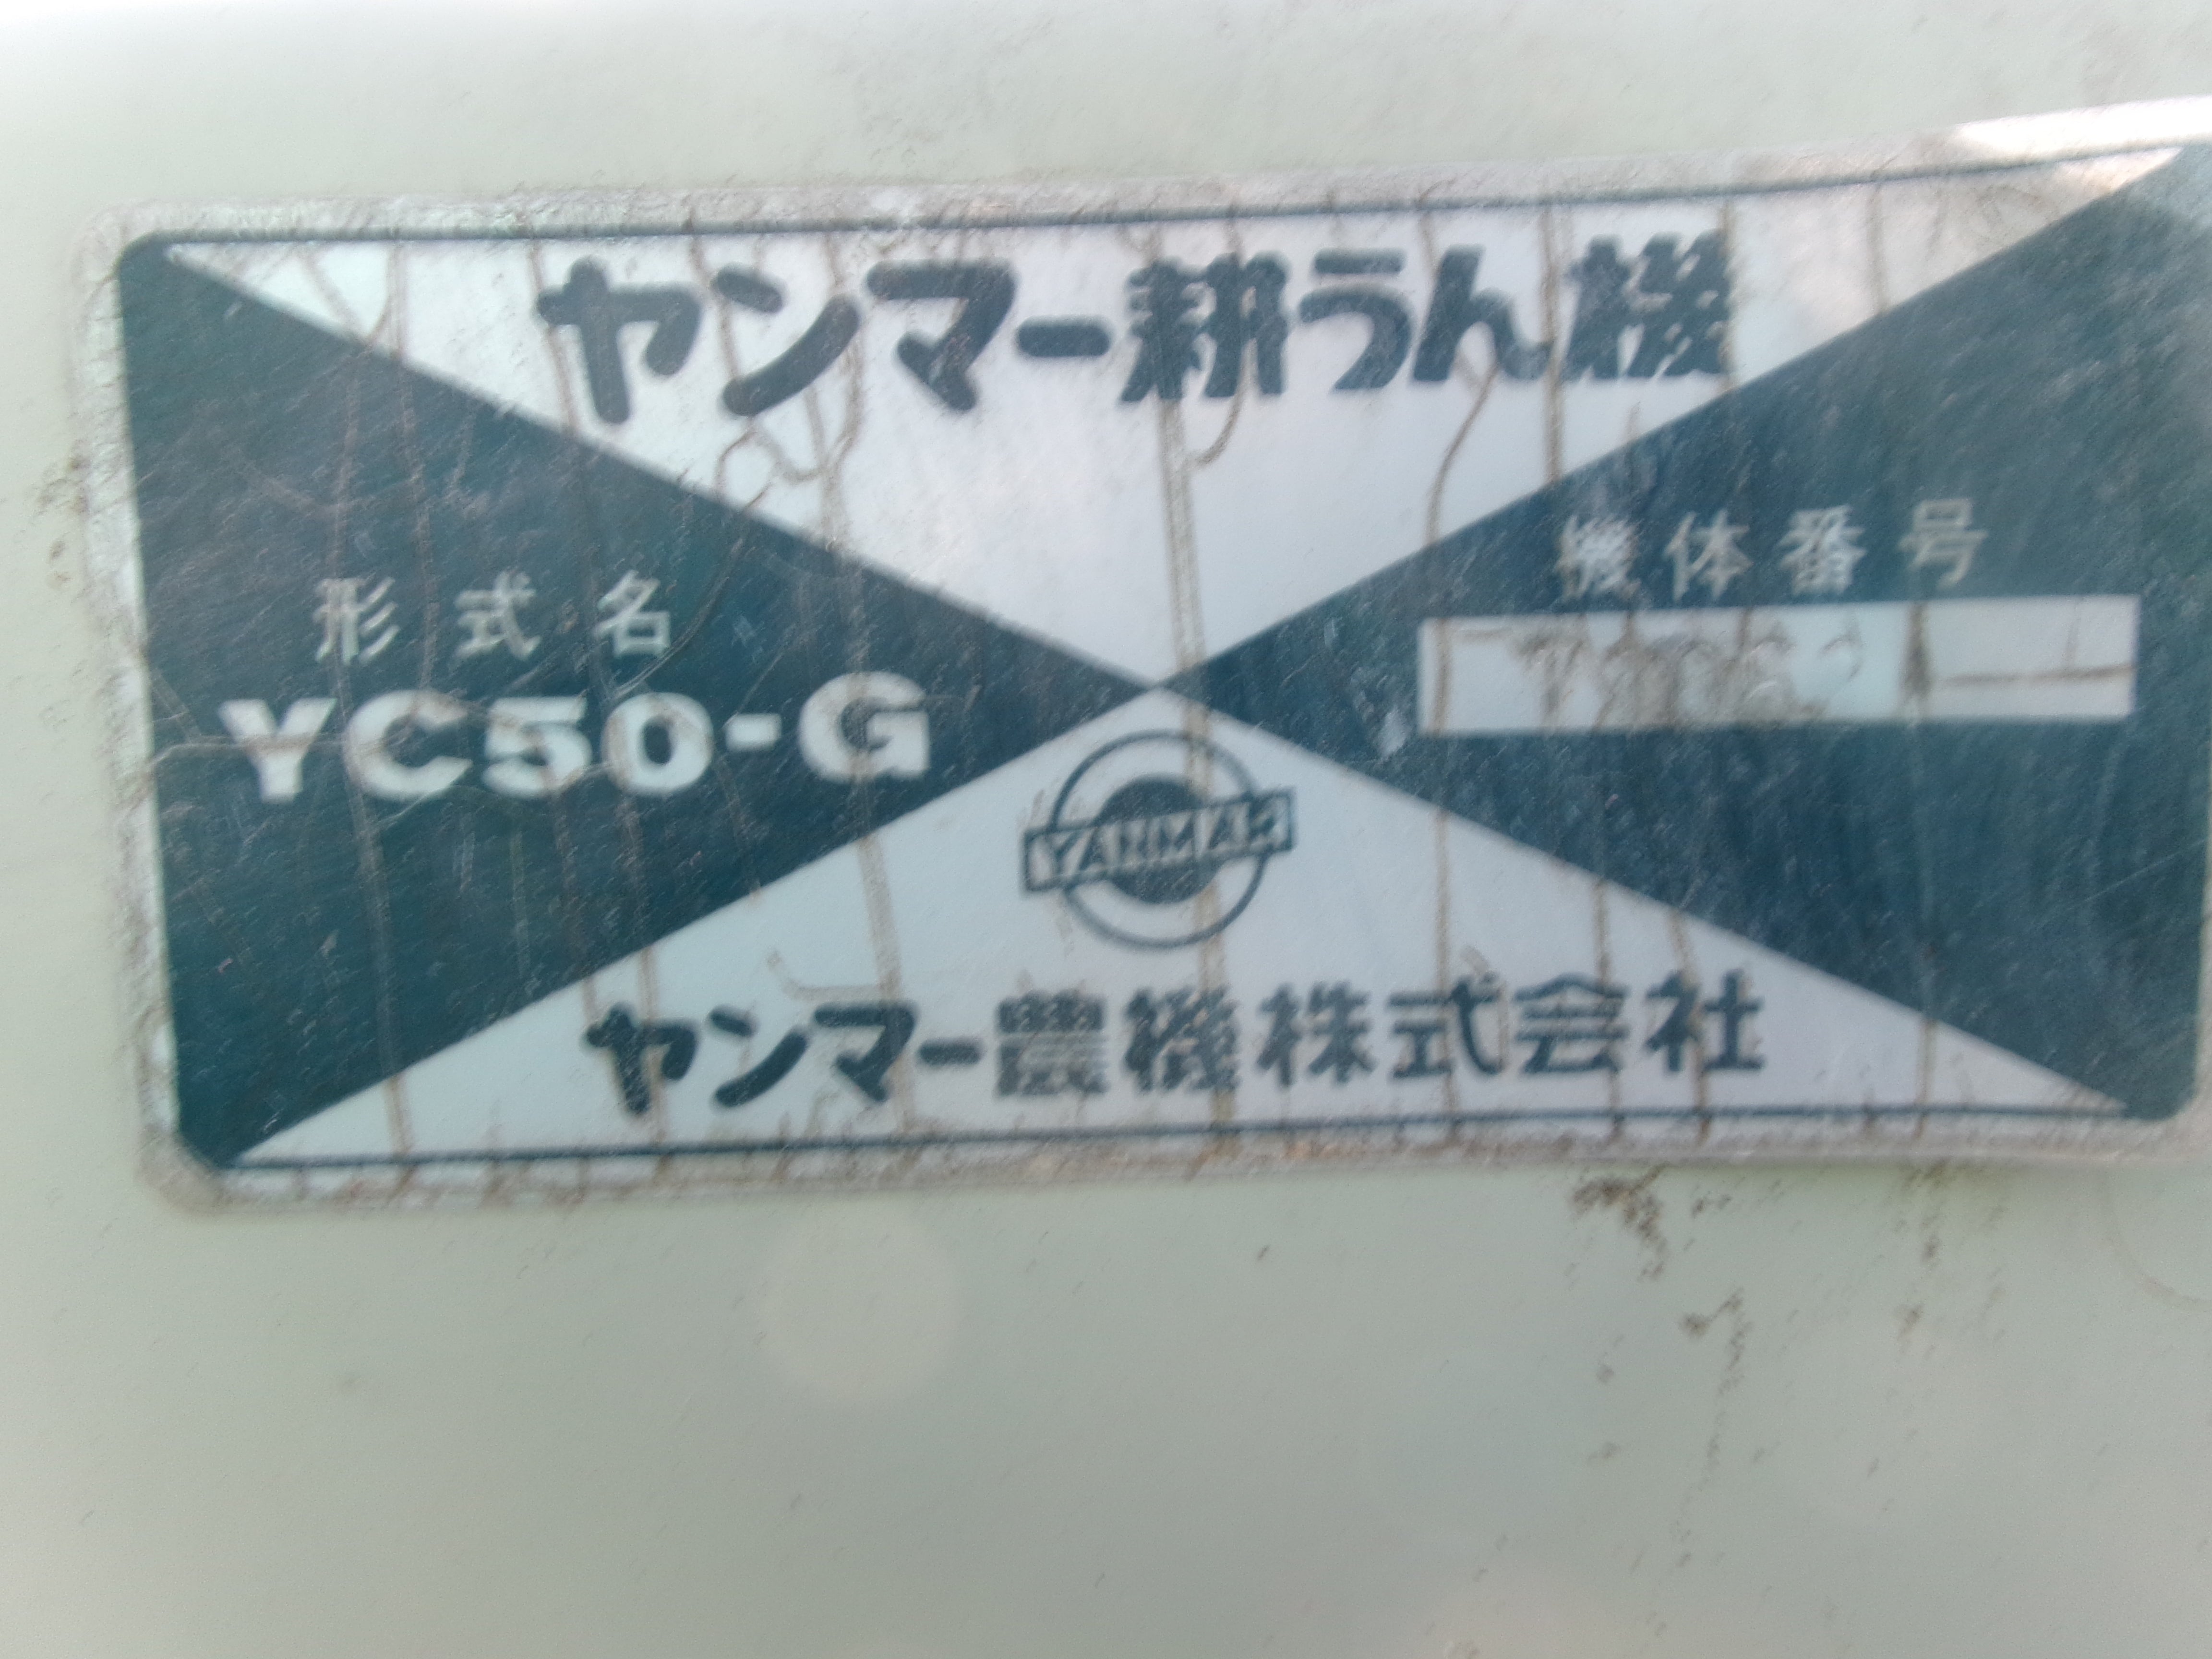 ヤンマー耕うん機
形式名
YC50-G
機体番号
YANMAR
ヤンマー農機株式会社